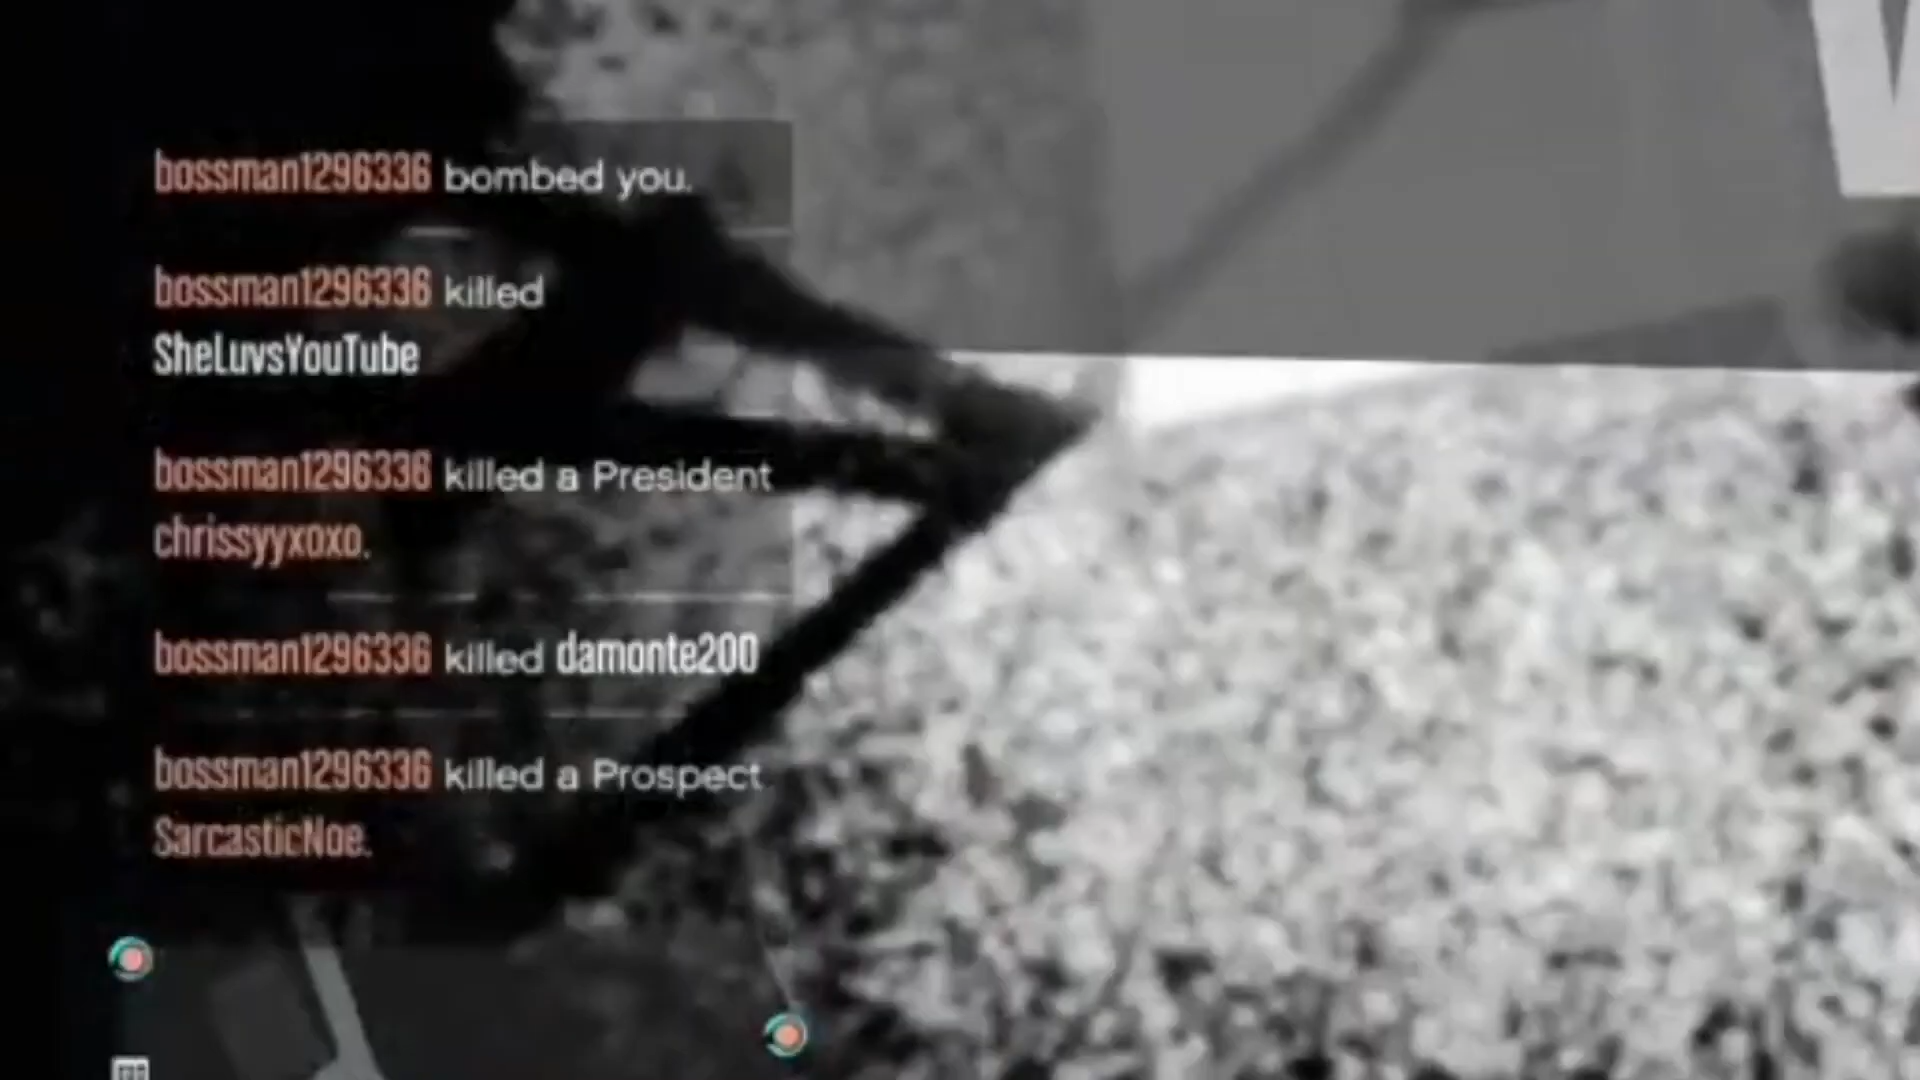 bossman1296336 bombed you.
bossman1296336 killed
SheLuvsYouTube
bossman1296336 killed a President
chrissyyxoxo.
bossman1296336 killed damonte200
bossman1296336 killed a Prospect
SarcasticNoe.